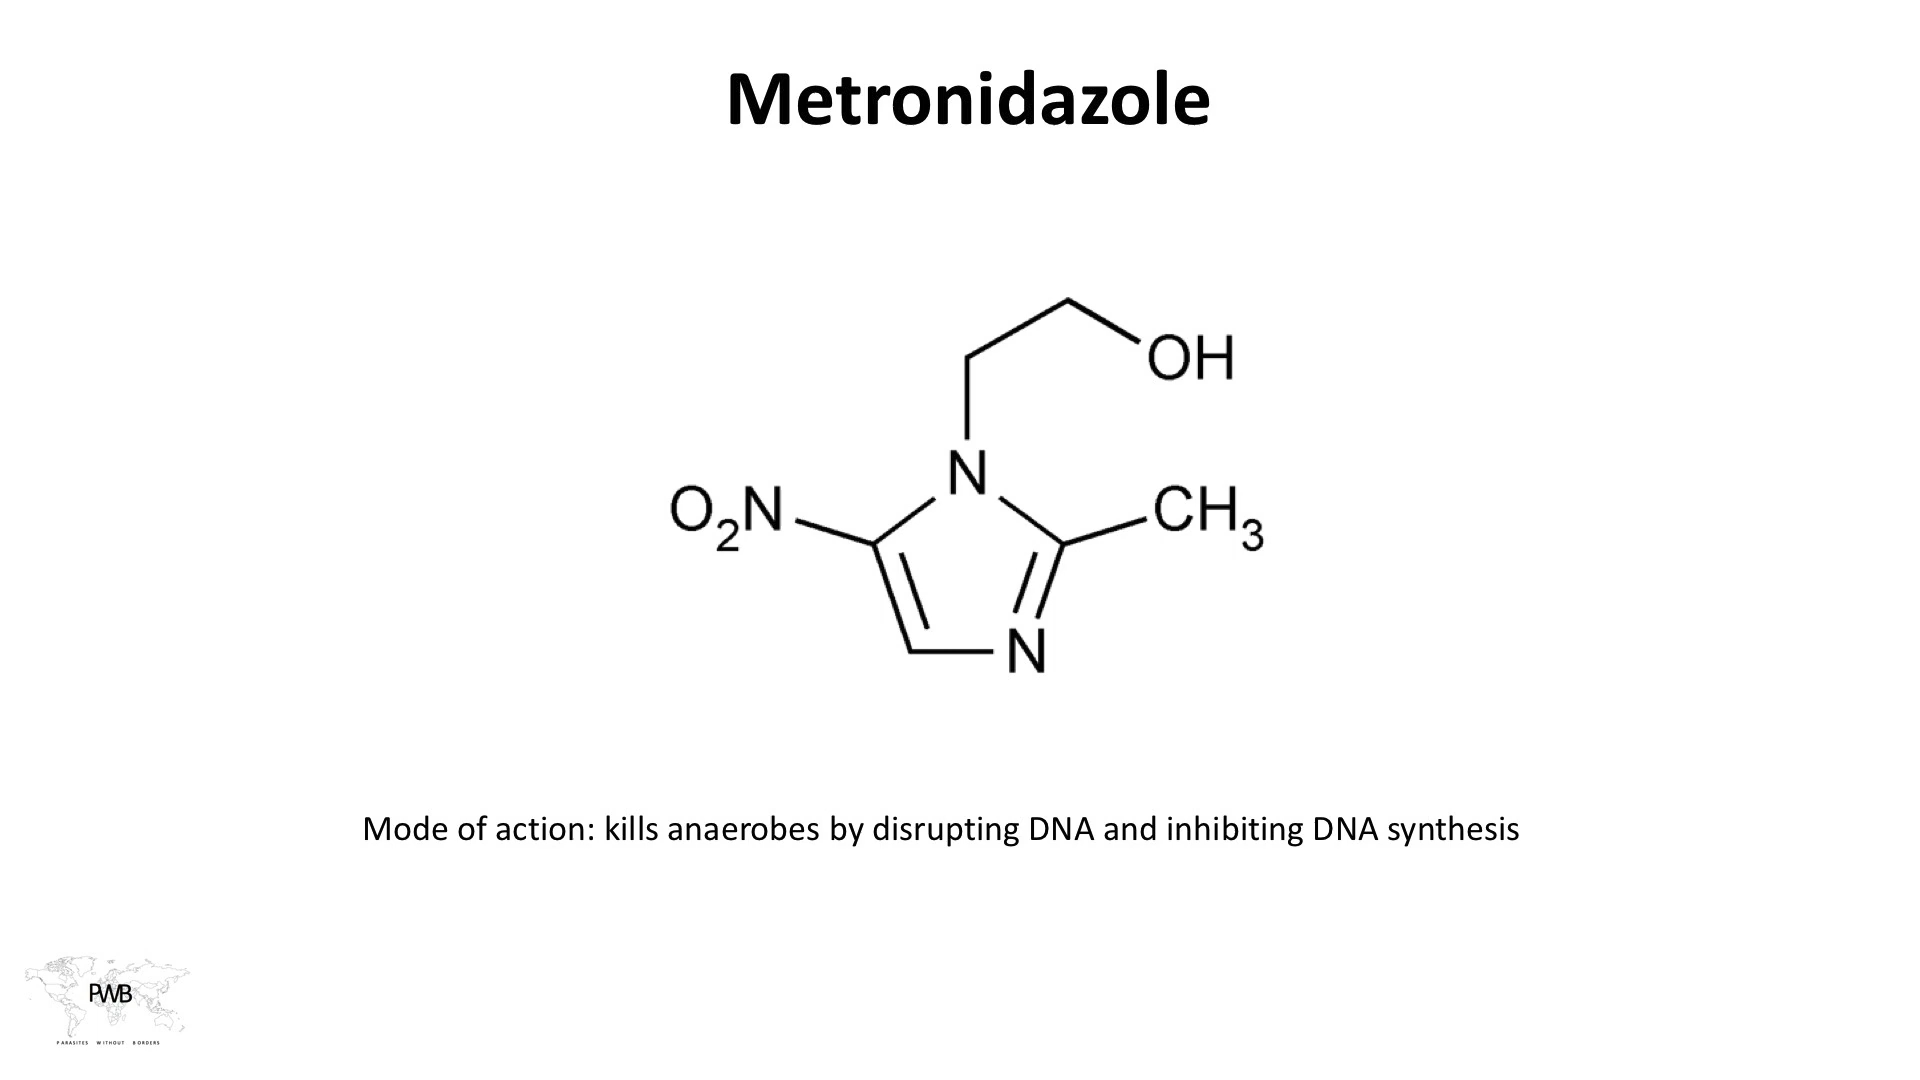 Metronidazole
OH
N
O2N
CH3
N
Mode of action: kills anaerobes by disrupting DNA and inhibiting DNA synthesis
PWB
PARASITES WITHOUT BORDERS